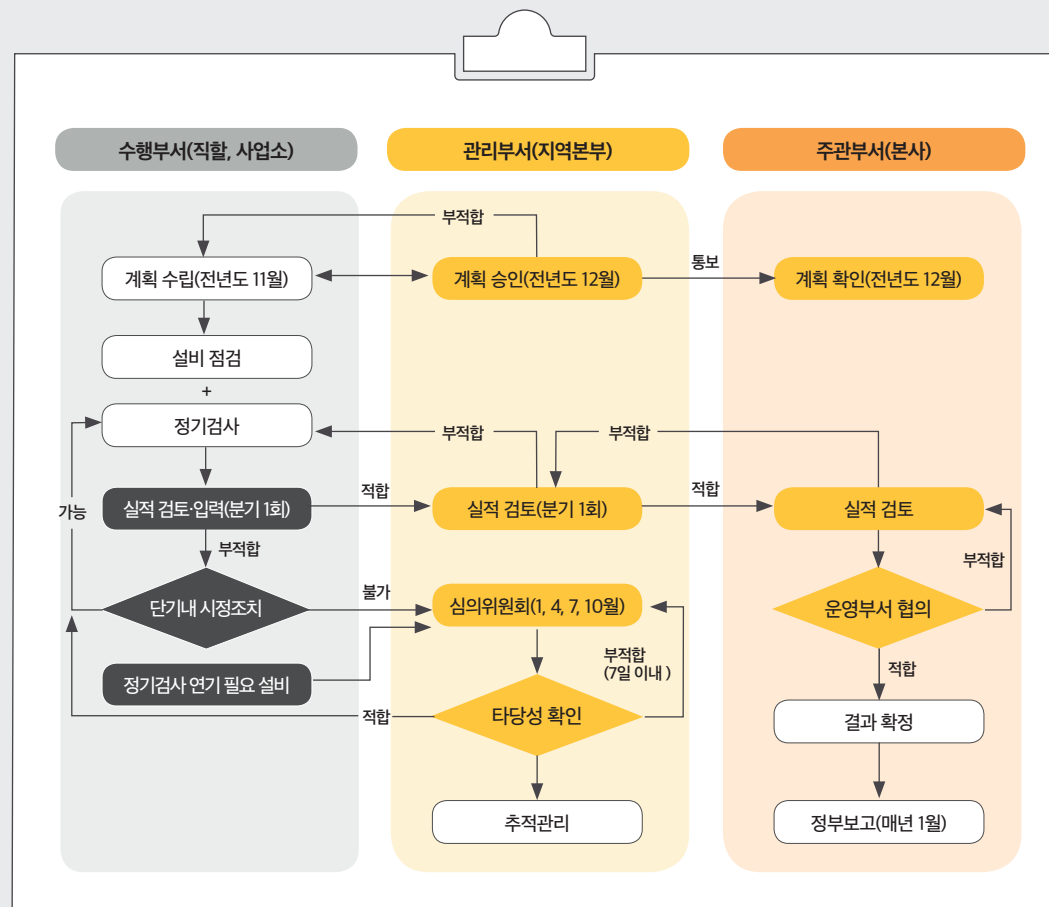 수행부서(직할, 사업소)
관리부서(지역본부)
주관부서(본사)
부적합
계획 수립(전년도 11월)
계획 승인(전년도 12월)
통보
계획 확인(전년도 12월)
설비 점검
+
정기검사
부적합
부적합
가능
실적 검토·입력(분기 1회)
적합
실적 검토(분기 1회)
적합
실적 검토
부적합
부적합
단기내 시정조치
불가
심의위원회(1, 4, 7, 10월)
운영부서 협의
부적합
(7일 이내 )
적합
정기검사 연기 필요 설비
적합
타당성 확인
결과 확정
추적관리
정부보고(매년 1월)